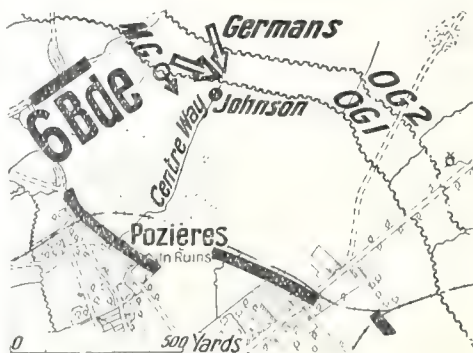 M.G.
Germans
6 Bde
Centre Way
Johnson
OG2
OG1
Pozières
In Ruins
0 500 Yards